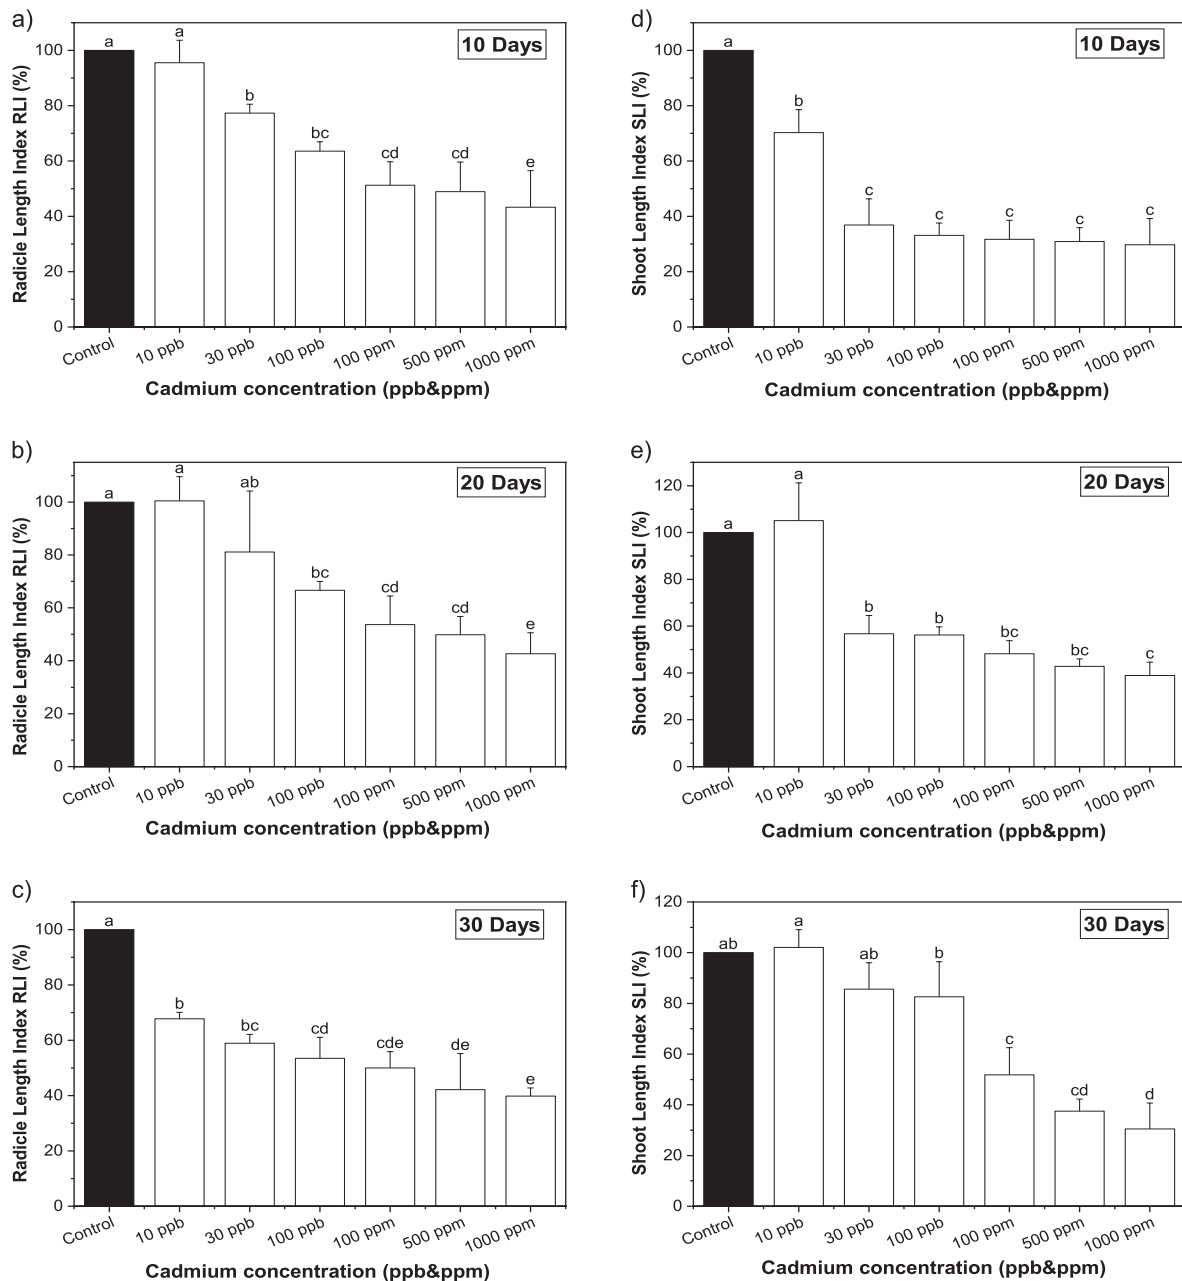 a)
10 Days
Radicle Length Index RLI (%)
100
80
60
40
20
0
a
a
b
bc
cd
cd
e
Control
10 ppb
30 ppb
100 ppb
100 ppm
500 ppm
1000 ppm
Cadmium concentration (ppb&ppm)
d)
10 Days
Shoot Length Index SLI (%)
100
80
60
40
20
0
a
b
c
c
c
c
c
Control
10 ppb
30 ppb
100 ppb
100 ppm
500 ppm
1000 ppm
Cadmium concentration (ppb&ppm)
b)
20 Days
Radicle Length Index RLI (%)
100
80
60
40
20
0
a
a
ab
bc
cd
cd
e
Control
10 ppb
30 ppb
100 ppb
100 ppm
500 ppm
1000 ppm
Cadmium concentration (ppb&ppm)
e)
20 Days
Shoot Length Index SLI (%)
120
100
80
60
40
20
0
a
a
b
b
bc
bc
c
Control
10 ppb
30 ppb
100 ppb
100 ppm
500 ppm
1000 ppm
Cadmium concentration (ppb&ppm)
c)
30 Days
Radicle Length Index RLI (%)
100
80
60
40
20
0
a
b
bc
cd
cde
de
e
Control
10 ppb
30 ppb
100 ppb
100 ppm
500 ppm
1000 ppm
Cadmium concentration (ppb&ppm)
f)
30 Days
Shoot Length Index SLI (%)
120
100
80
60
40
20
0
ab
a
ab
b
c
cd
d
Control
10 ppb
30 ppb
100 ppb
100 ppm
500 ppm
1000 ppm
Cadmium concentration (ppb&ppm)